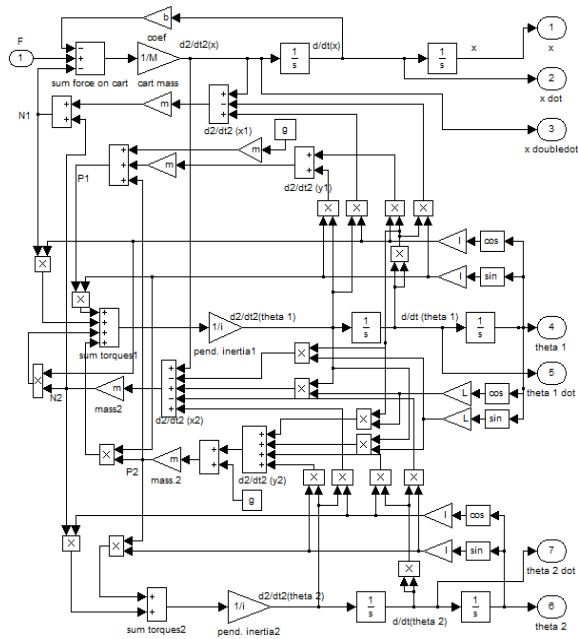 b
coef
d2/dt2(x)
d/dt(x)
F
1
1/M
1
s
1
s
x
1
x
sum force on cart
cart mass
2
x dot
N1
m
d2/dt2 (x1)
g
3
x doubledot
m
P1
m
d2/dt2 (y1)
l
cos
l
sin
d2/dt2(theta 1)
d/dt (theta 1)
1/i
1
s
1
s
4
theta 1
sum torques1
pend. inertia1
5
theta 1 dot
m
mass2
N2
d2/dt2 (x2)
L
cos
L
sin
P2
m
mass.2
d2/dt2 (y2)
g
l
cos
l
sin
7
theta 2 dot
d2/dt2(theta 2)
1/i
1
s
1
s
6
theta 2
sum torques2
pend. inertia2
d/dt(theta 2)